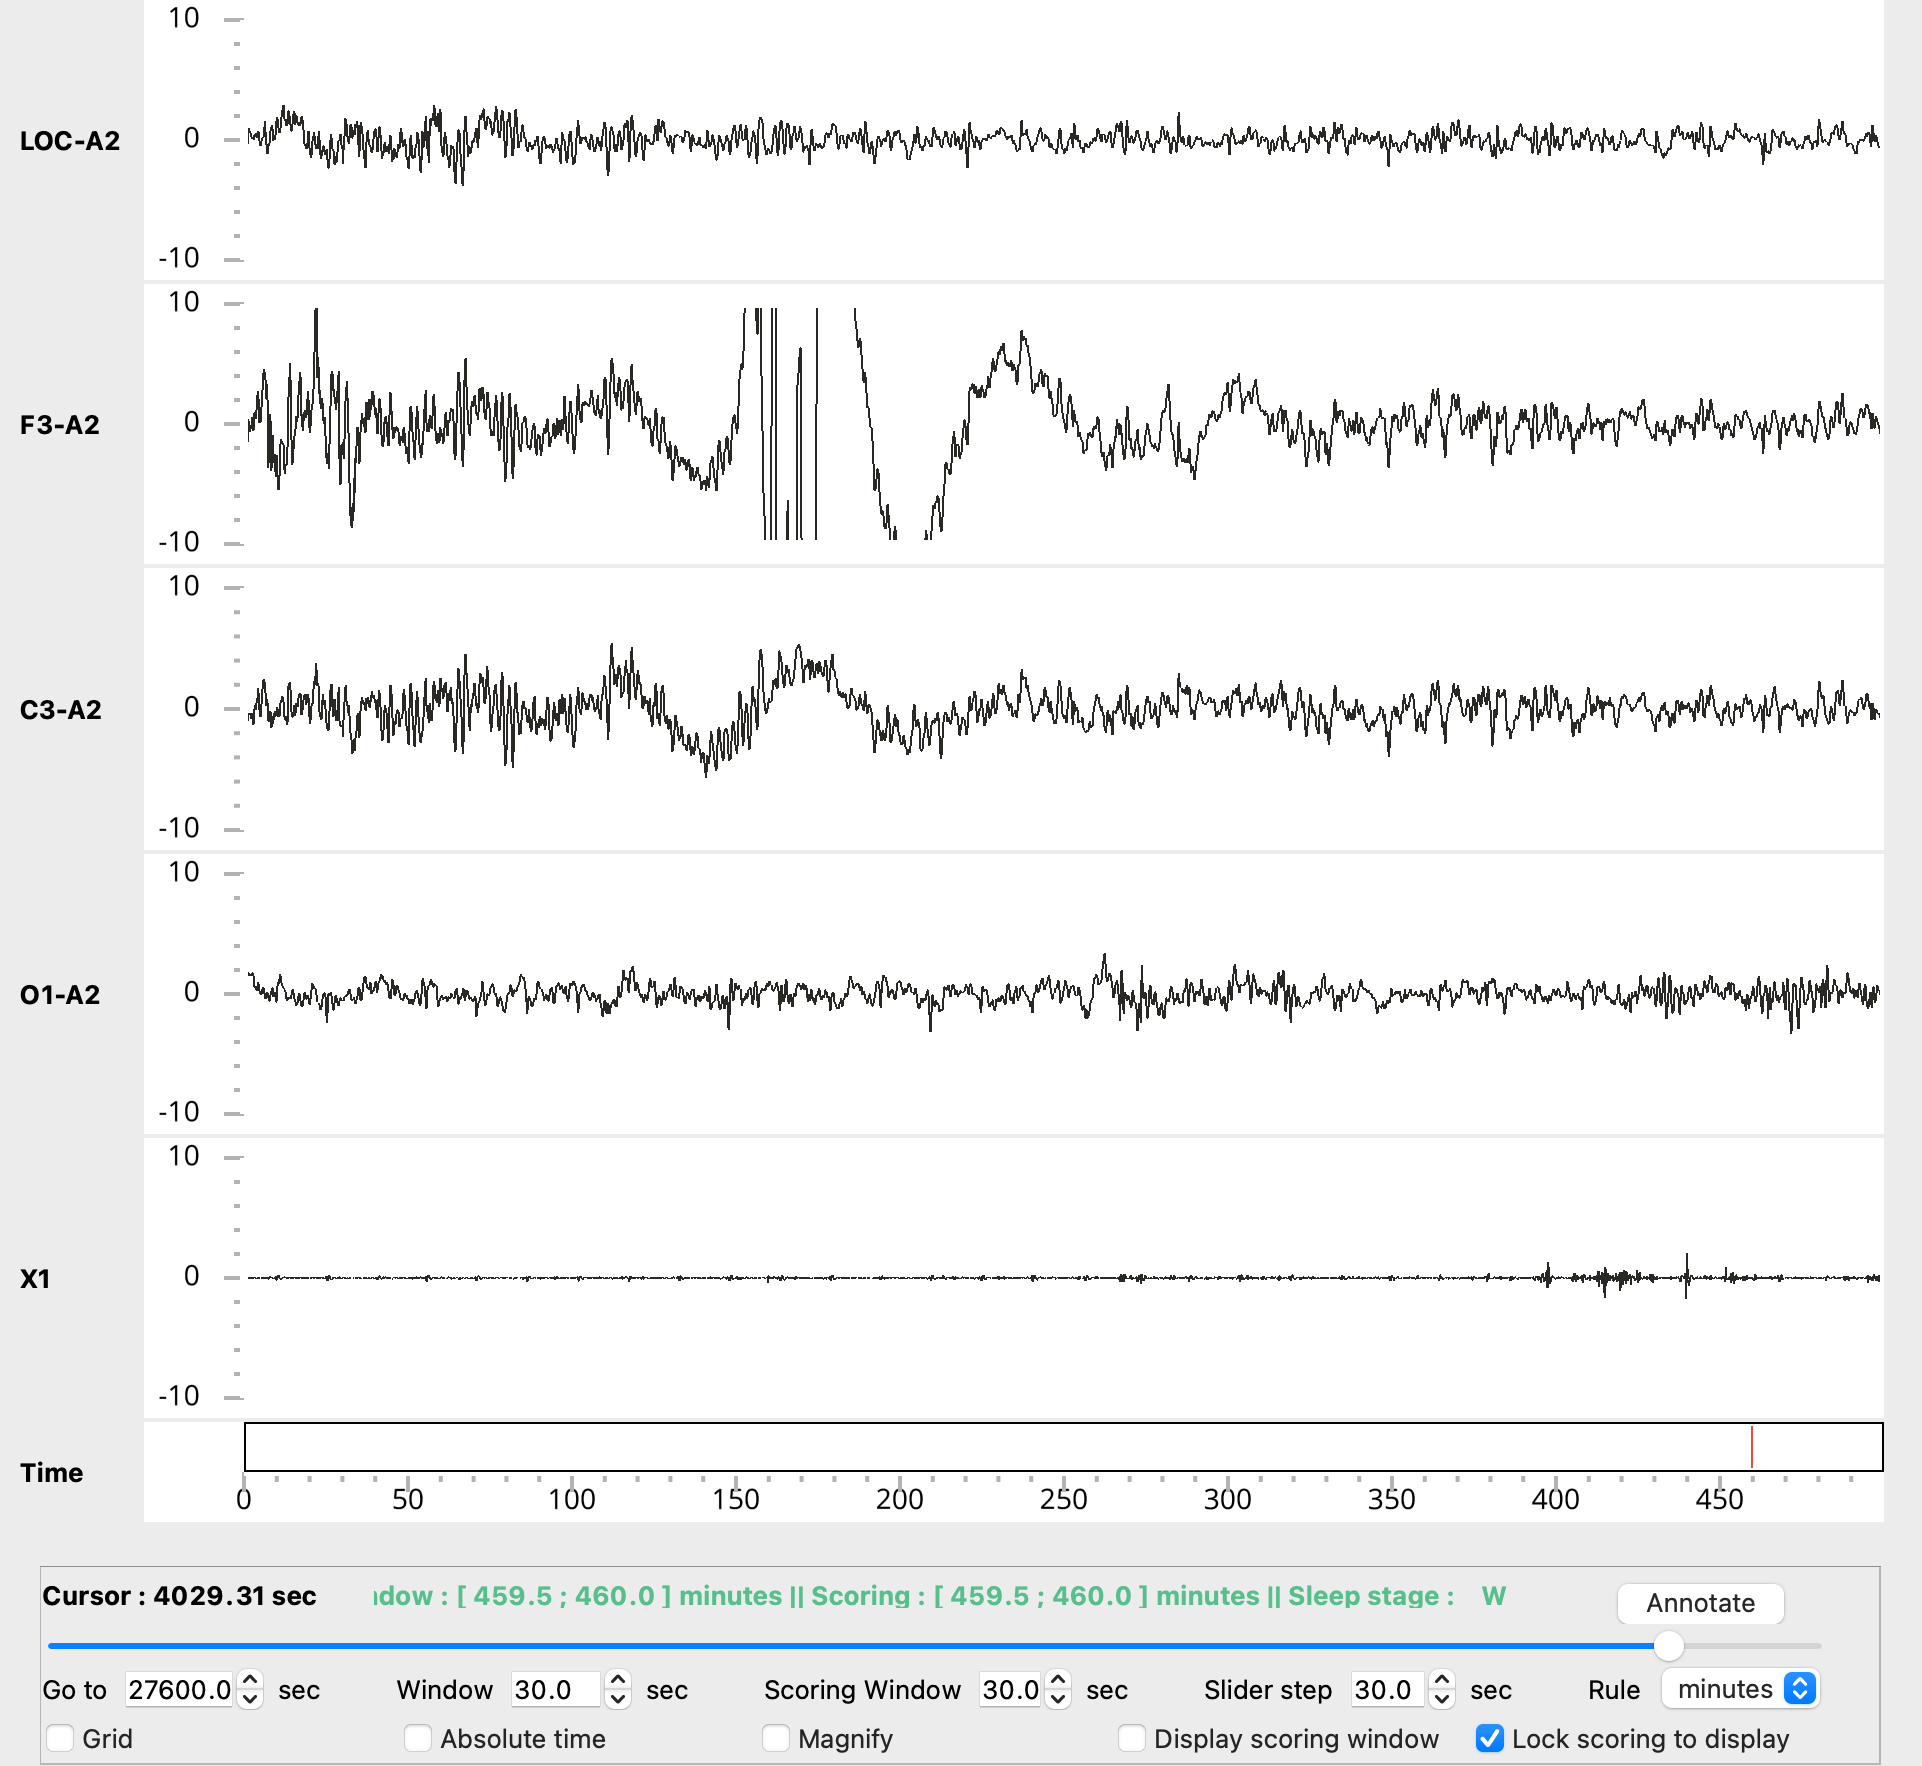 10
LOC-A2 0
-10
10
F3-A2 0
-10
10
C3-A2 0
-10
10
O1-A2 0
-10
10
X1 0
-10
Time
0 50 100 150 200 250 300 350 400 450
Cursor : 4029.31 sec dow : [ 459.5 ; 460.0 ] minutes || Scoring : [ 459.5 ; 460.0 ] minutes || Sleep stage : W Annotate
Go to 27600.0 sec Window 30.0 sec Scoring Window 30.0 sec Slider step 30.0 sec Rule minutes
Grid Absolute time Magnify Display scoring window Lock scoring to display